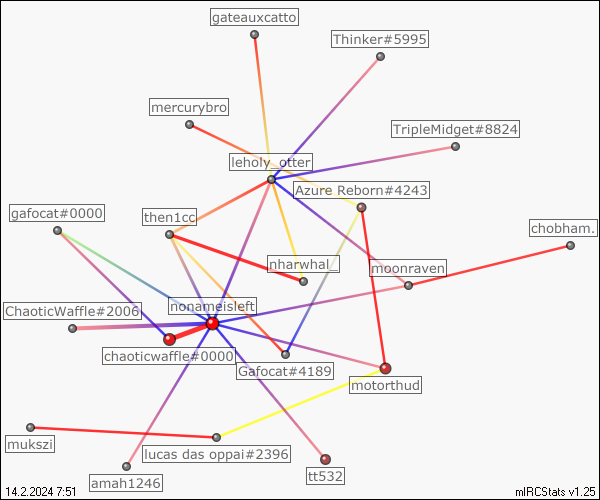 gateauxcatto
Thinker#5995
mercurybro
TripleMidget#8824
leholy_otter
Azure Reborn#4243
gafocat#0000
then1cc
chobham.
nharwhal_
moonraven
ChaoticWaffle#2006
nonameisleft
chaoticwaffle#0000
Gafocat#4189
motorthud
mukszi
lucas das oppai#2396
amah1246
tt532
14.2.2024 7:51
mIRCStats v1.25